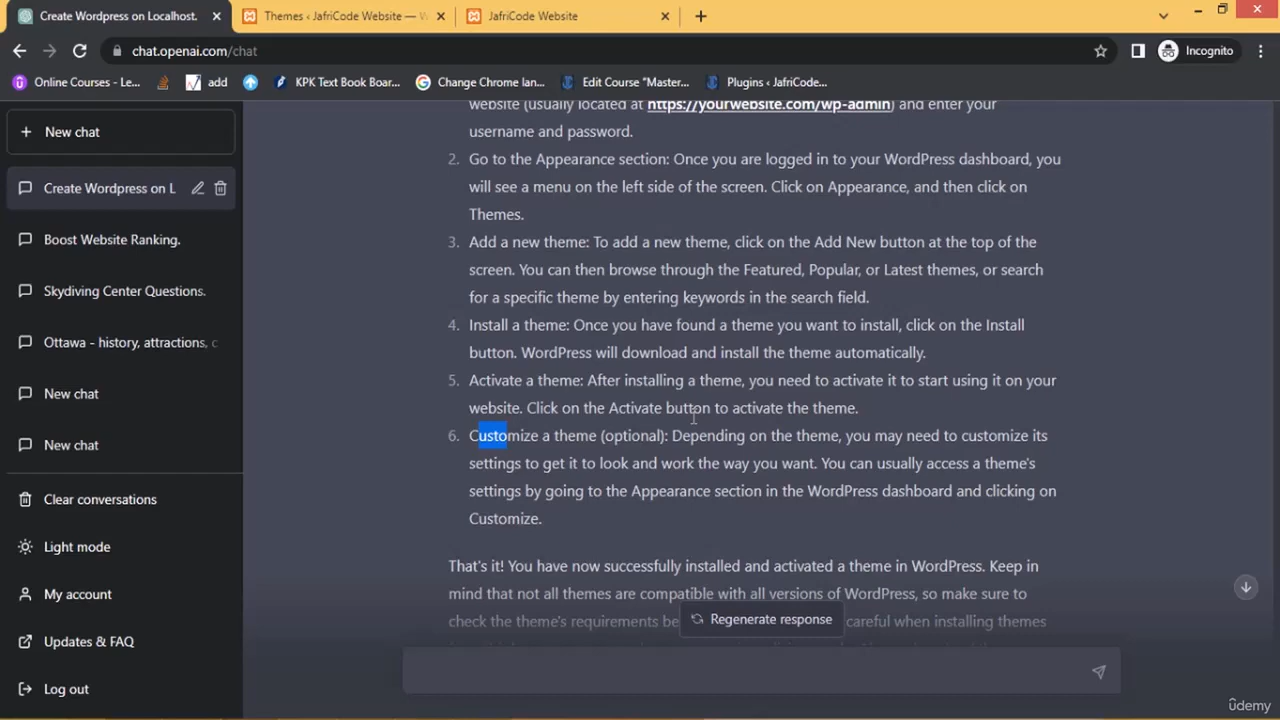 Create Wordpress on Localhost.
Themes ‹ JafriCode Website — W
JafriCode Website
chat.openai.com/chat
Incognito
Online Courses - Le...
add
KPK Text Book Boar...
Change Chrome lan...
Edit Course "Master...
Plugins ‹ JafriCode...
New chat
Create Wordpress on L
Boost Website Ranking.
Skydiving Center Questions.
Ottawa - history, attractions, c
New chat
New chat
Clear conversations
Light mode
My account
Updates & FAQ
Log out
website (usually located at https://yourwebsite.com/wp-admin) and enter your
username and password.
2. Go to the Appearance section: Once you are logged in to your WordPress dashboard, you
will see a menu on the left side of the screen. Click on Appearance, and then click on
Themes.
3. Add a new theme: To add a new theme, click on the Add New button at the top of the
screen. You can then browse through the Featured, Popular, or Latest themes, or search
for a specific theme by entering keywords in the search field.
4. Install a theme: Once you have found a theme you want to install, click on the Install
button. WordPress will download and install the theme automatically.
5. Activate a theme: After installing a theme, you need to activate it to start using it on your
website. Click on the Activate button to activate the theme.
6. Customize a theme (optional): Depending on the theme, you may need to customize its
settings to get it to look and work the way you want. You can usually access a theme's
settings by going to the Appearance section in the WordPress dashboard and clicking on
Customize.
That's it! You have now successfully installed and activated a theme in WordPress. Keep in
mind that not all themes are compatible with all versions of WordPress, so make sure to
check the theme's requirements be
careful when installing themes
Regenerate response
ûdemy